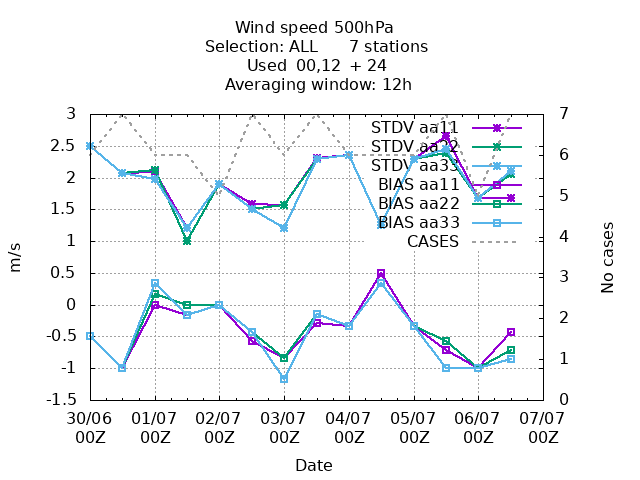 Wind speed 500hPa
Selection: ALL      7 stations
Used 00,12 + 24
Averaging window: 12h
STDV aa11
STDV aa22
STDV aa33
BIAS aa11
BIAS aa22
BIAS aa33
CASES
3
2.5
2
1.5
1
0.5
0
-0.5
-1
-1.5
m/s
7
6
5
4
3
2
1
0
No cases
30/06 01/07 02/07 03/07 04/07 05/07 06/07 07/07
00Z 00Z 00Z 00Z 00Z 00Z 00Z 00Z
Date